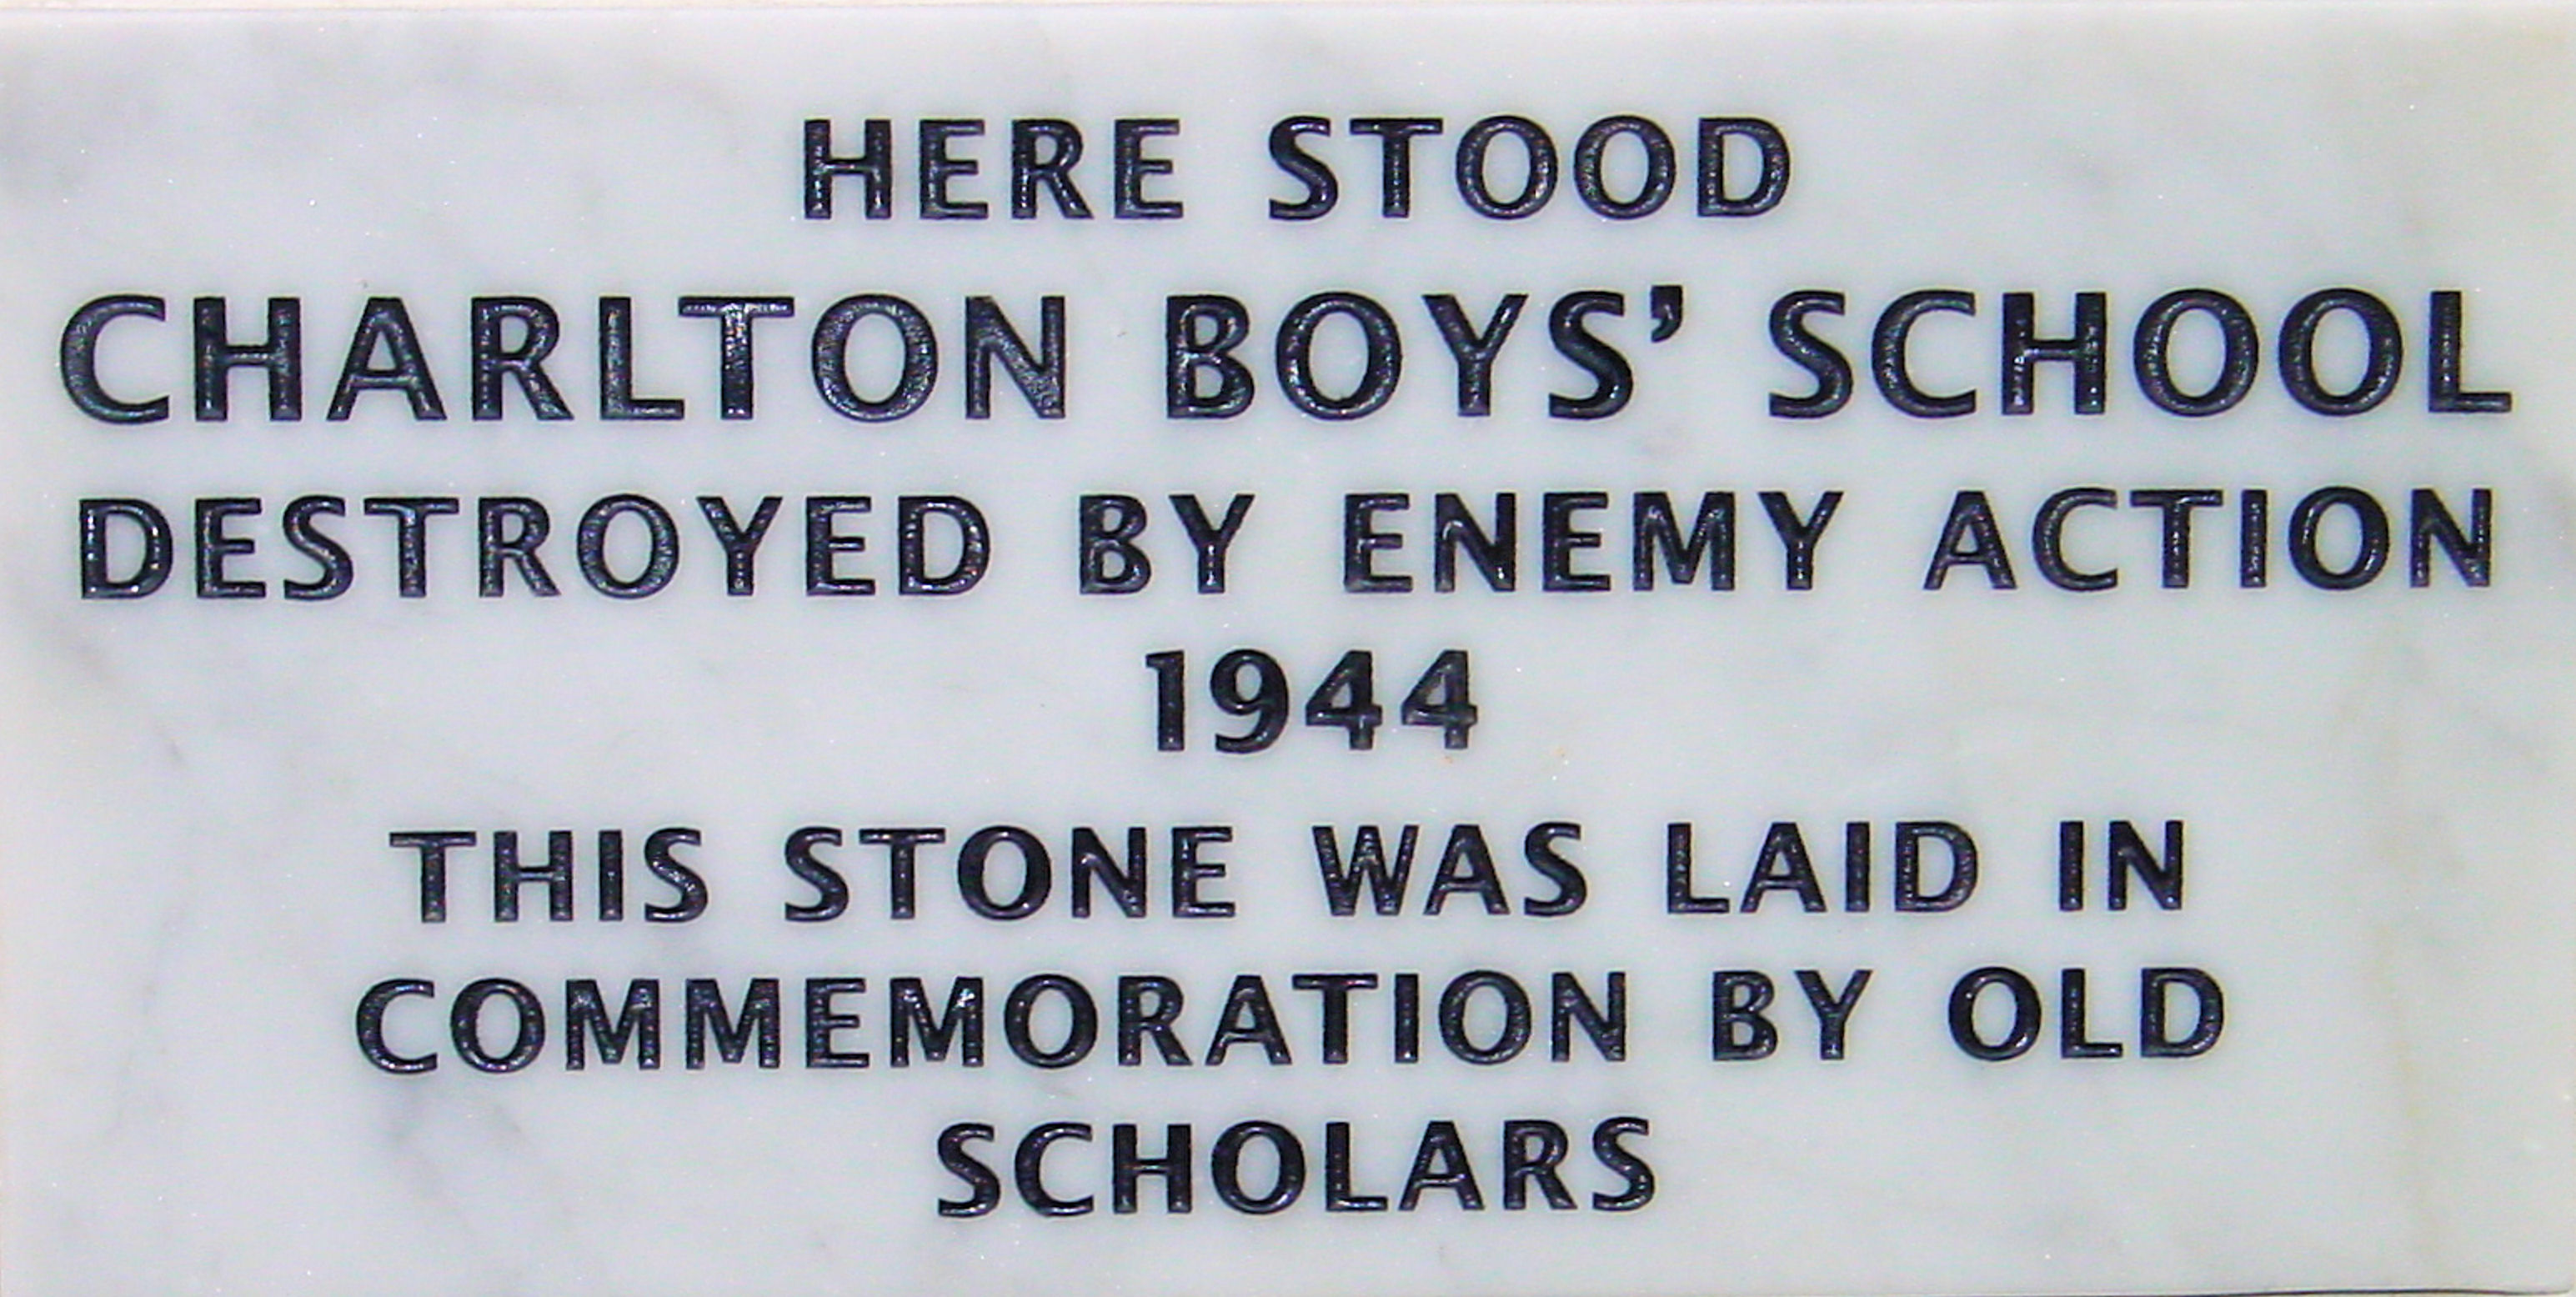 HERE STOOD
CHARLTON BOYS’ SCHOOL
DESTROYED BY ENEMY ACTION
1944
THIS STONE WAS LAID IN
COMMEMORATION BY OLD
SCHOLARS